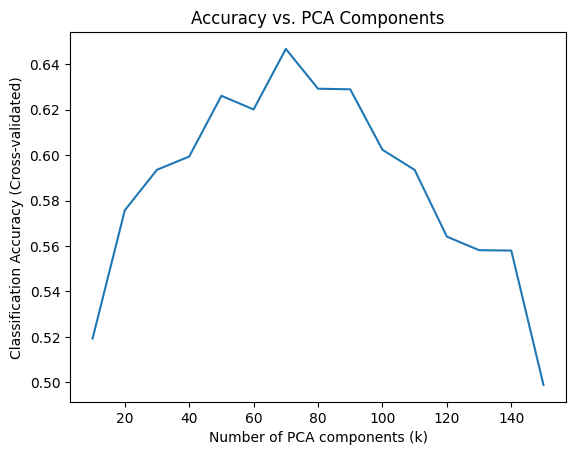 Accuracy vs. PCA Components
Classification Accuracy (Cross-validated)
0.64
0.62
0.60
0.58
0.56
0.54
0.52
0.50
20 40 60 80 100 120 140
Number of PCA components (k)